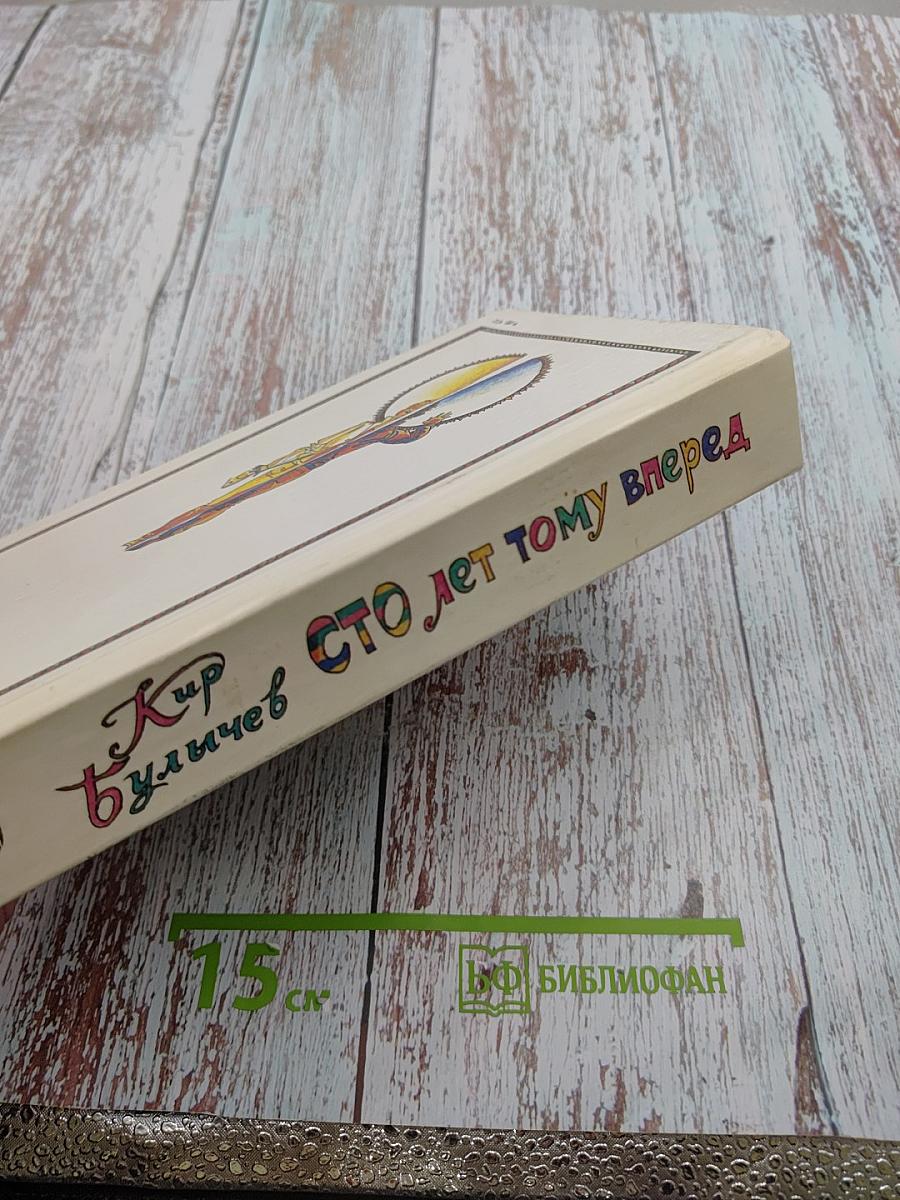 Кир
Булычев
СТО лет тому вперед
15 см
БФ БИБЛИОФАН